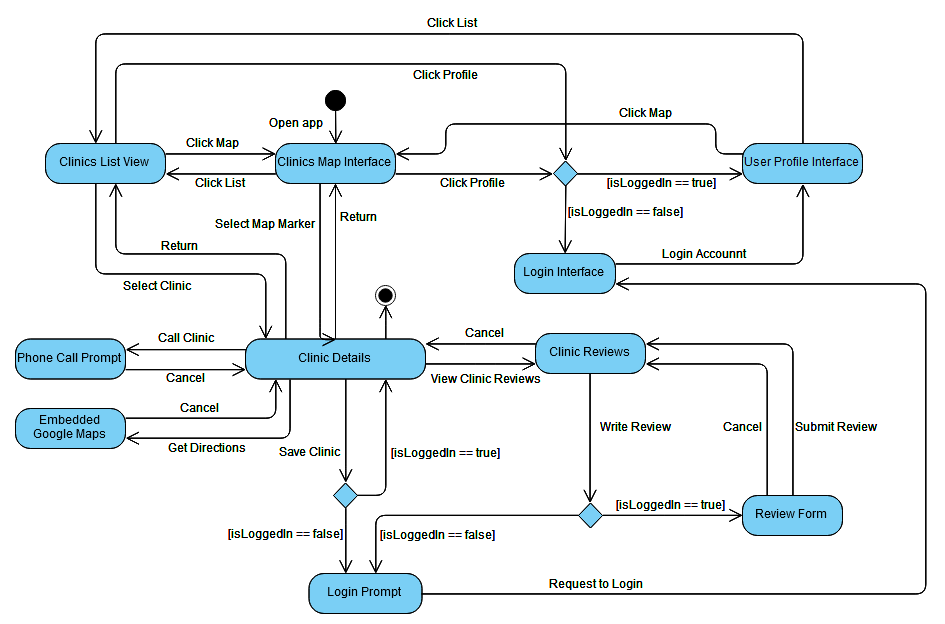 Click List
Click Profile
Open app
Click Map
Click Map
Clinics List View
Clinics Map Interface
User Profile Interface
Click List
Click Profile
[isLoggedIn == true]
Select Map Marker
Return
[isLoggedIn == false]
Return
Login Accounnt
Select Clinic
Login Interface
Call Clinic
Cancel
Phone Call Prompt
Clinic Details
Clinic Reviews
Cancel
View Clinic Reviews
Cancel
Embedded
Google Maps
Get Directions
Save Clinic
[isLoggedIn == true]
Write Review
Cancel
Submit Review
[isLoggedIn == true]
Review Form
[isLoggedIn == false]
[isLoggedIn == false]
Login Prompt
Request to Login